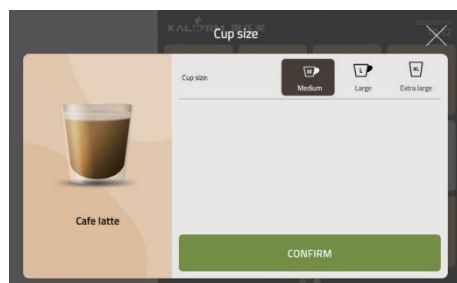 Cup size
Cup size:
M
L
XL
Medium
Large
Extra large
Cafe latte
CONFIRM